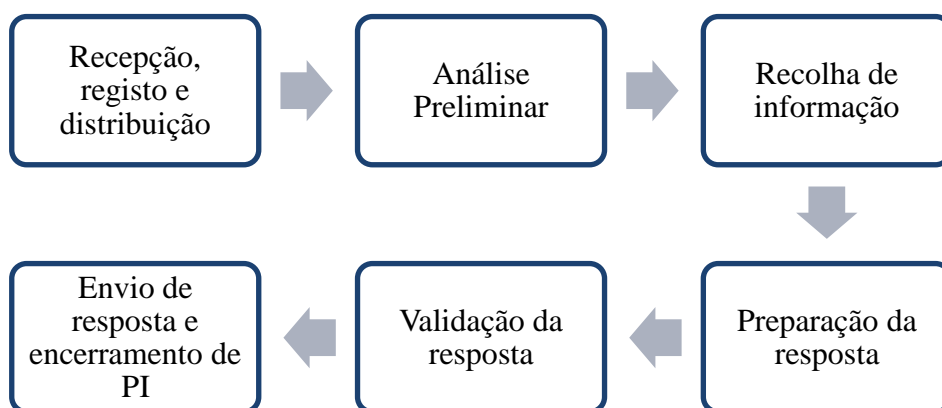 Recepção,
registo e
distribuição
Análise
Preliminar
Recolha de
informação
Preparação da
resposta
Validação da
resposta
Envio de
resposta e
encerramento de
PI